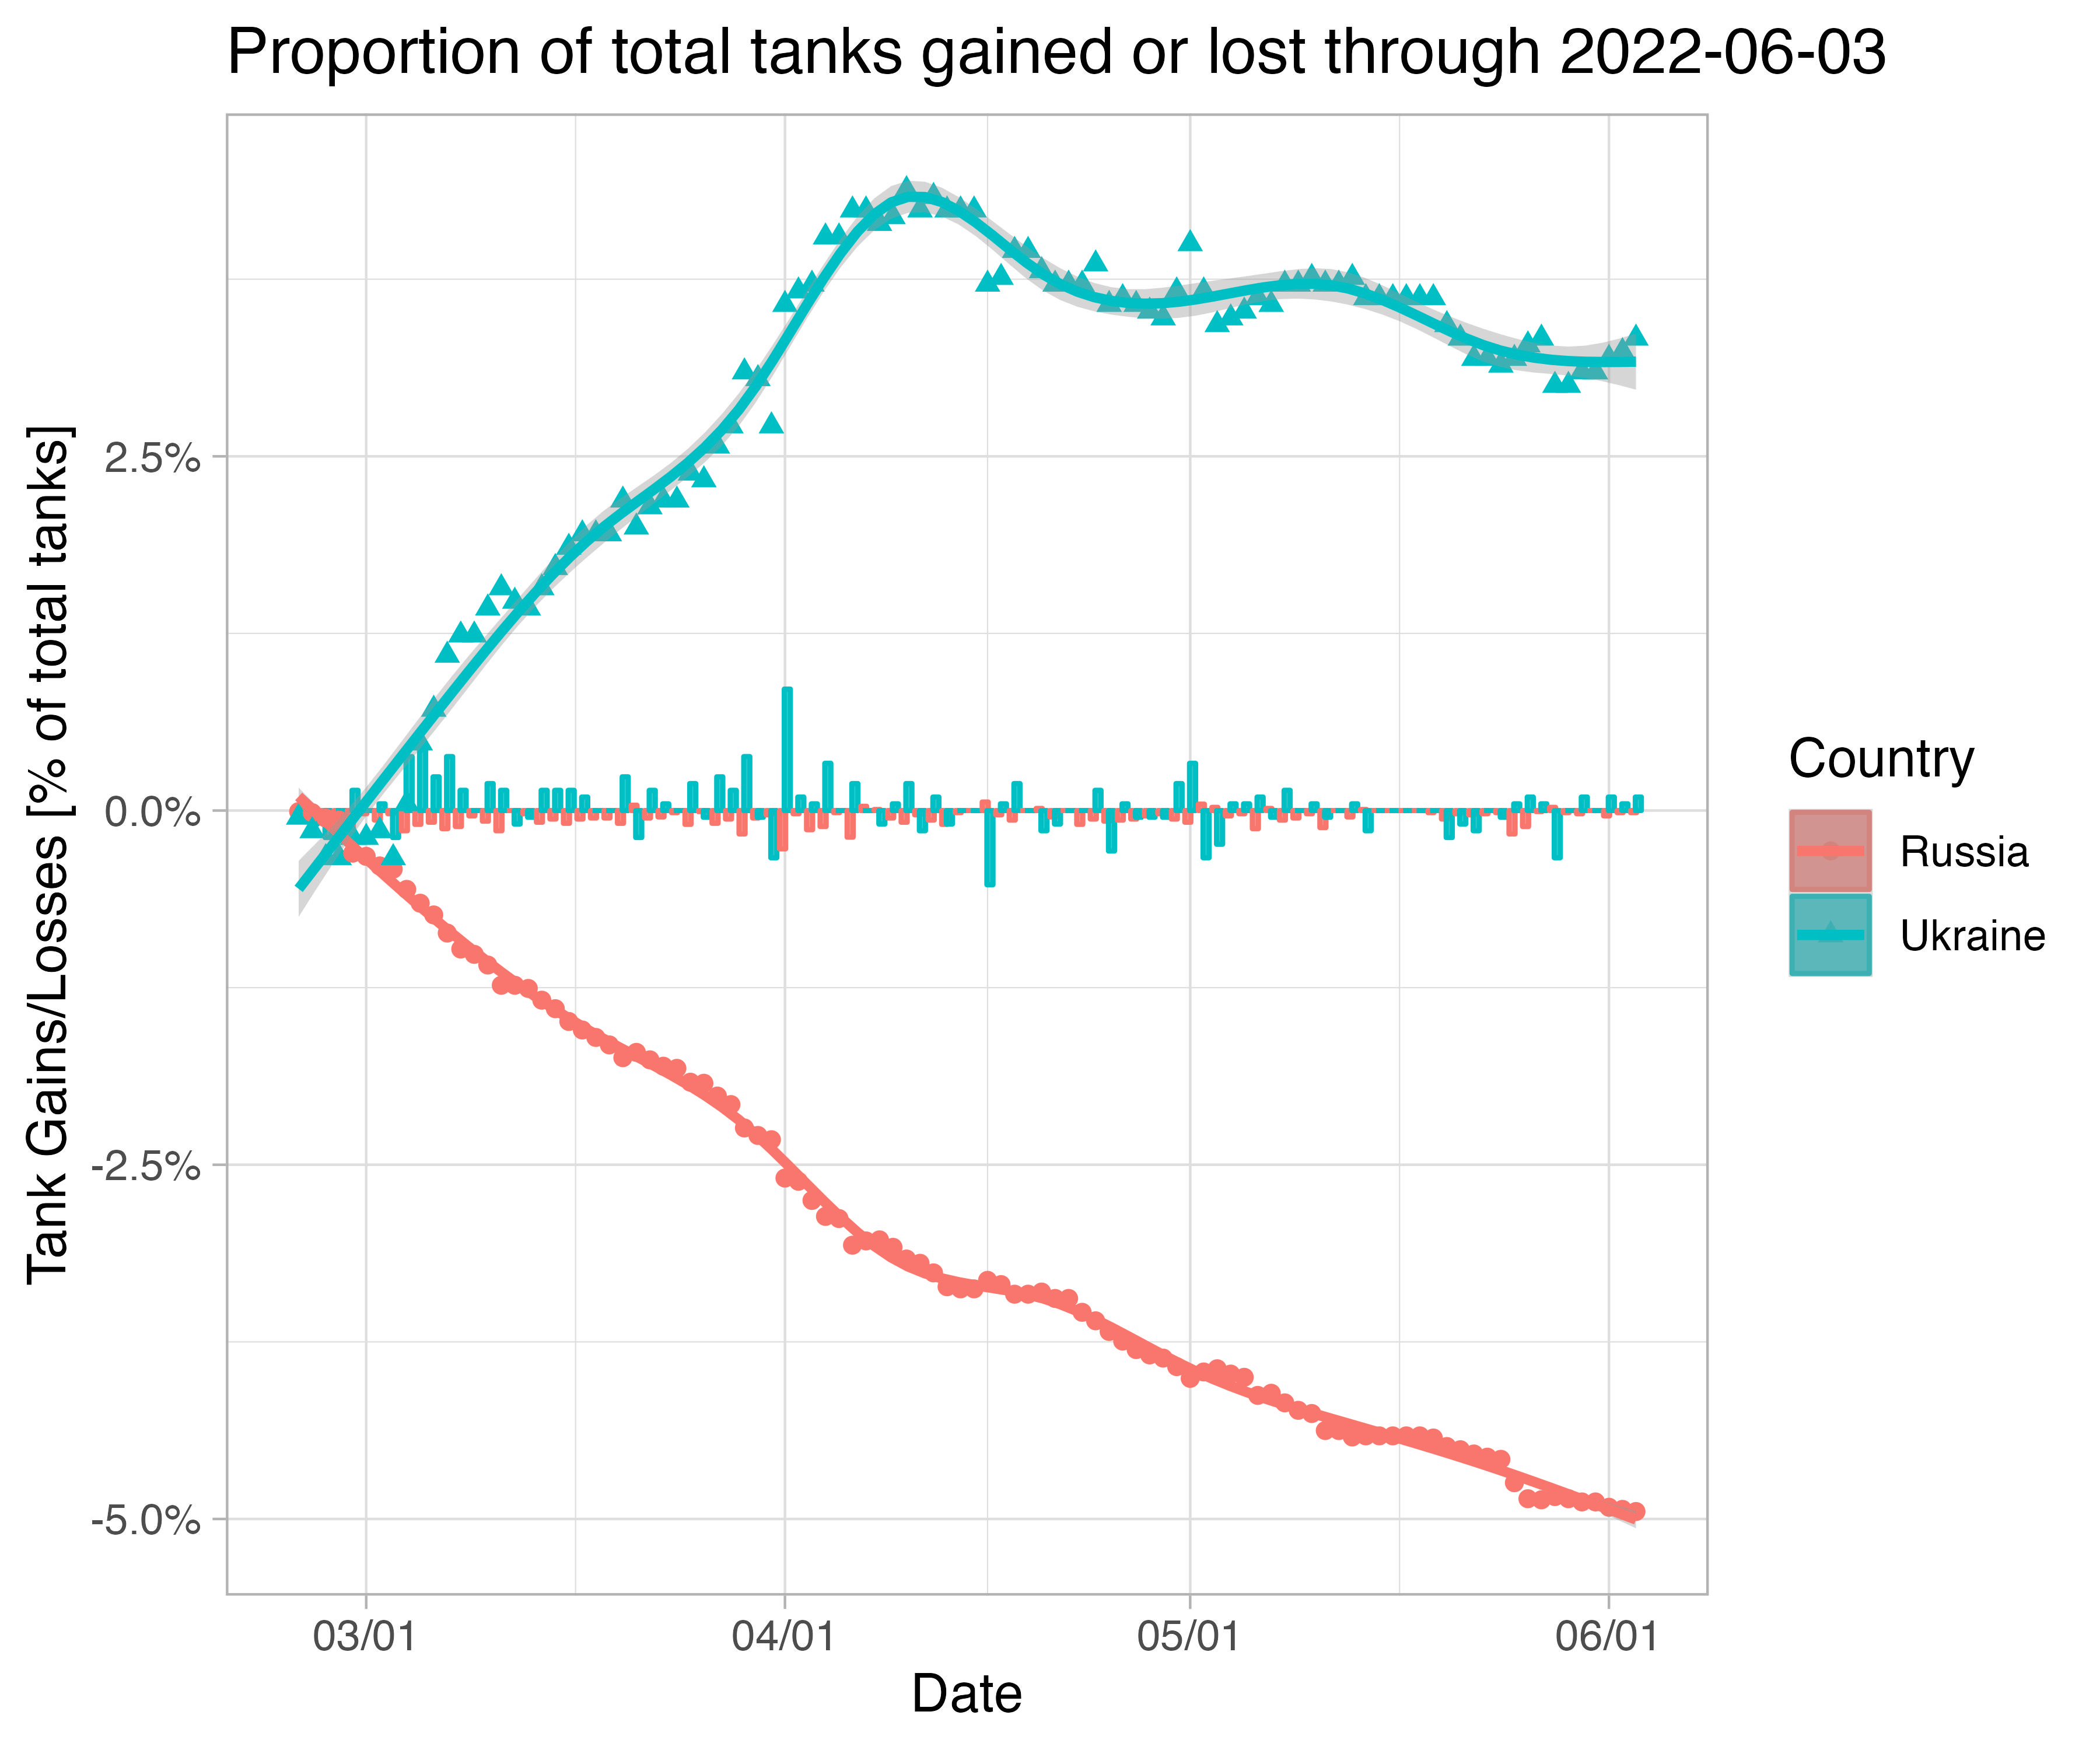 Proportion of total tanks gained or lost through 2022-06-03
Tank Gains/Losses [% of total tanks]
2.5%
0.0%
-2.5%
-5.0%
03/01
04/01
05/01
06/01
Date
Country
Russia
Ukraine